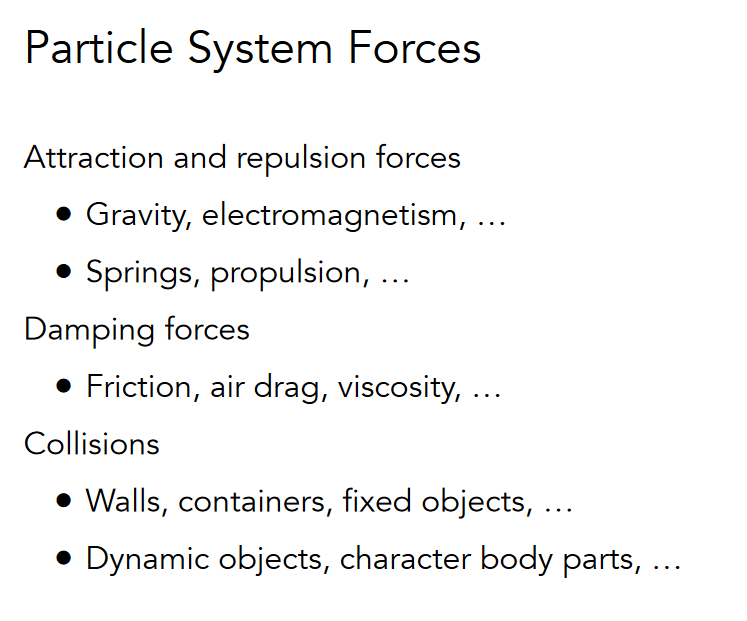 Particle System Forces
Attraction and repulsion forces
● Gravity, electromagnetism, …
● Springs, propulsion, …
Damping forces
● Friction, air drag, viscosity, …
Collisions
● Walls, containers, fixed objects, …
● Dynamic objects, character body parts, …